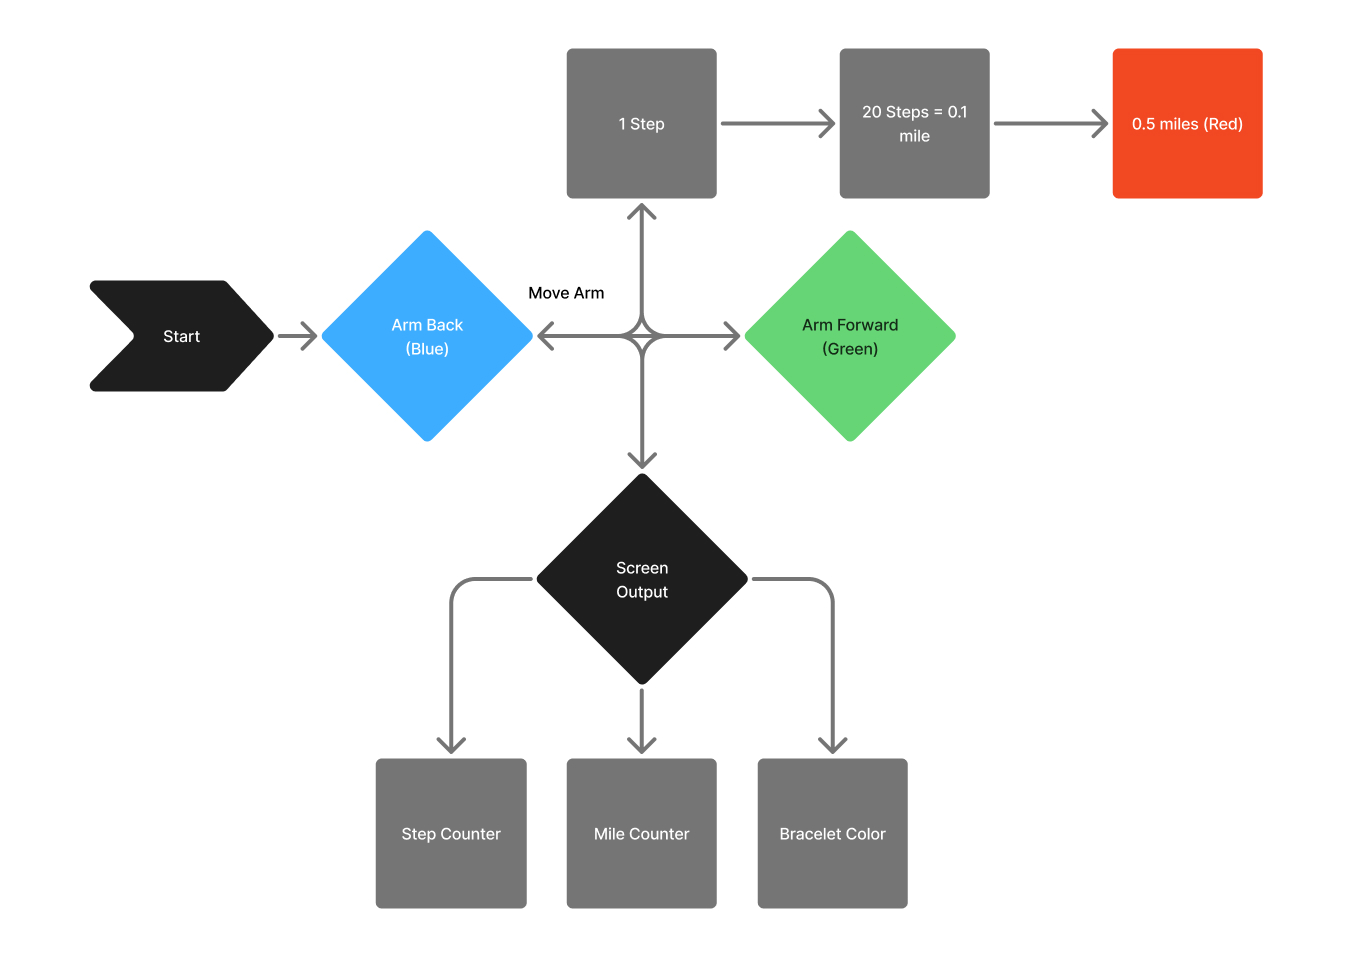 1 Step
20 Steps = 0.1
mile
0.5 miles (Red)
Move Arm
Start
Arm Back
(Blue)
Arm Forward
(Green)
Screen
Output
Step Counter
Mile Counter
Bracelet Color